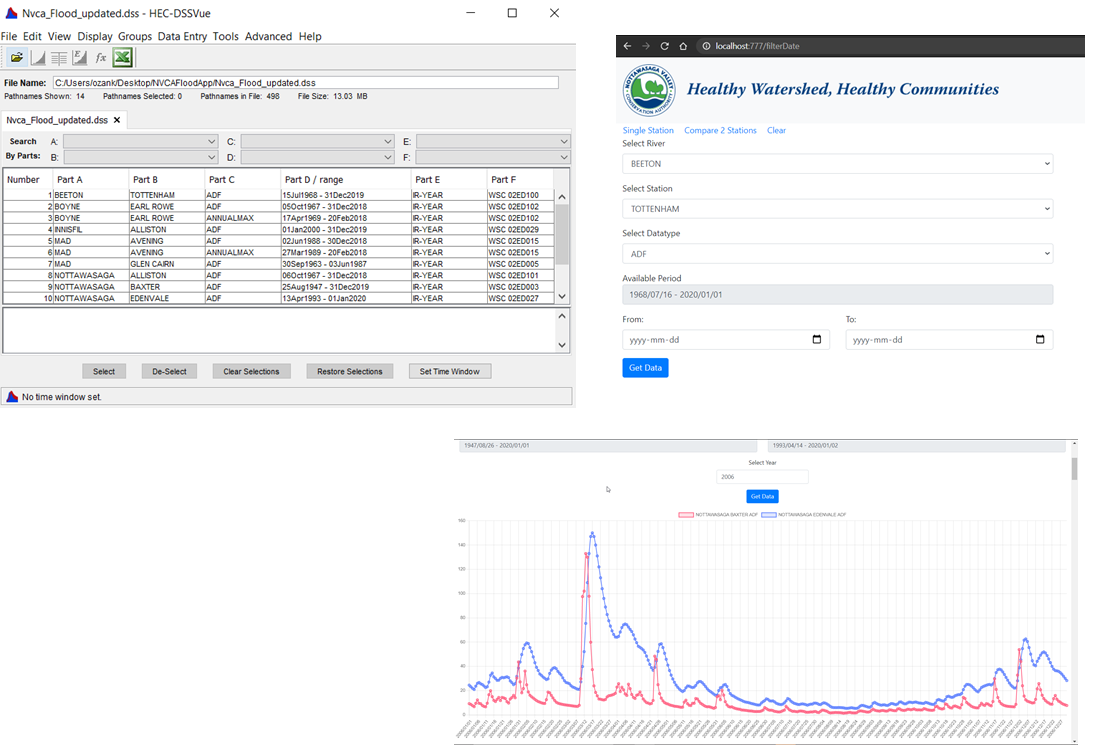 Nvca_Flood_updated.dss - HEC-DSSVue
File Edit View Display Groups Data Entry Tools Advanced Help
File Name: C:/Users/ozank/Desktop/NVCAFloodApp/Nvca_Flood_updated.dss
Pathnames Shown: 14 Pathnames Selected: 0 Pathnames in File: 498 File Size: 13.03 MB
Nvca_Flood_updated.dss
Search A: C: E:
By Parts: B: D: F:
Number Part A Part B Part C Part D / range Part E Part F
1 BEETON TOTTENHAM ADF 15Jul1968 - 31Dec2019 IR-YEAR WSC 02ED100
2 BOYNE EARL ROWE ADF 05Oct1967 - 31Dec2018 IR-YEAR WSC 02ED102
3 BOYNE EARL ROWE ANNUALMAX 17Apr1969 - 20Feb2018 IR-YEAR WSC 02ED102
4 INNISFIL ALLISTON ADF 01Jan2000 - 31Dec2019 IR-YEAR WSC 02ED029
5 MAD AVENING ADF 02Jun1988 - 30Dec2018 IR-YEAR WSC 02ED015
6 MAD AVENING ANNUALMAX 27Mar1989 - 20Feb2018 IR-YEAR WSC 02ED015
7 MAD GLEN CAIRN ADF 30Sep1963 - 03Jun1987 IR-YEAR WSC 02ED005
8 NOTTAWASAGA ALLISTON ADF 06Oct1967 - 31Dec2018 IR-YEAR WSC 02ED101
9 NOTTAWASAGA BAXTER ADF 25Aug1947 - 31Dec2019 IR-YEAR WSC 02ED003
10 NOTTAWASAGA EDENVALE ADF 13Apr1993 - 01Jan2020 IR-YEAR WSC 02ED027
Select De-Select Clear Selections Restore Selections Set Time Window
No time window set.
localhost:777/filterDate
NOTTAWASAGA VALLEY
CONSERVATION AUTHORITY
Healthy Watershed, Healthy Communities
Single Station Compare 2 Stations Clear
Select River
BEETON
Select Station
TOTTENHAM
Select Datatype
ADF
Available Period
1968/07/16 - 2020/01/01
From: To:
yyyy-mm-dd yyyy-mm-dd
Get Data
1947/08/26 - 2020/01/01 1993/04/14 - 2020/01/02
Select Year
2006
Get Data
NOTTAWASAGA BAXTER ADF NOTTAWASAGA EDENVALE ADF
160
140
120
100
80
60
40
20
0